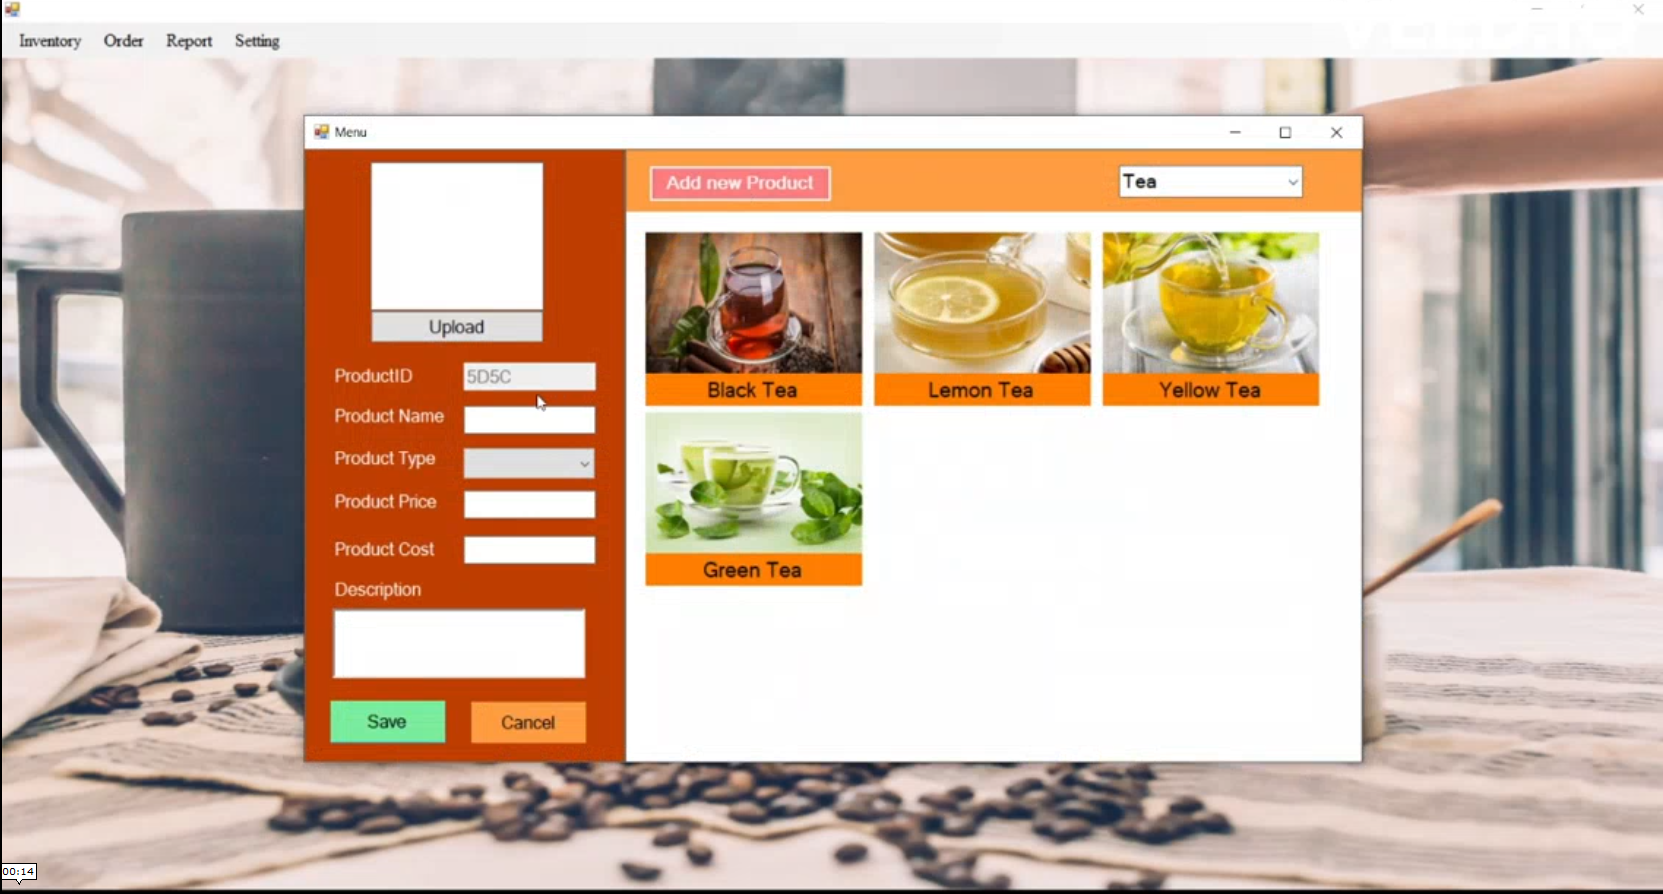 Inventory Order Report Setting
Menu
Add new Product
Tea
Upload
ProductID 5D5C
Product Name
Product Type
Product Price
Product Cost
Description
Save Cancel
Black Tea Lemon Tea Yellow Tea
Green Tea
00:14